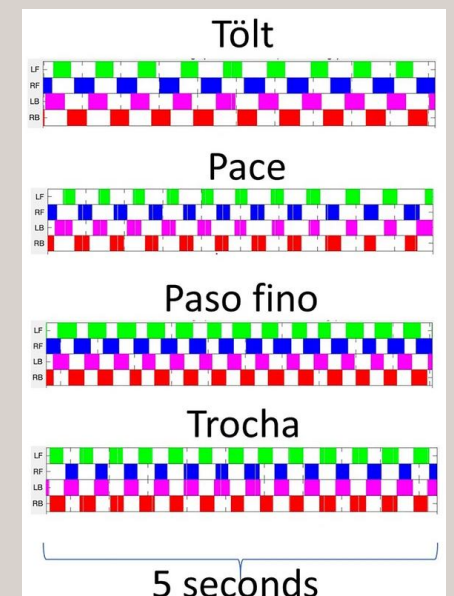 Tölt
LF
RF
LB
RB
Pace
LF
RF
LB
RB
Paso fino
LF
RF
LB
RB
Trocha
LF
RF
LB
RB
5 seconds